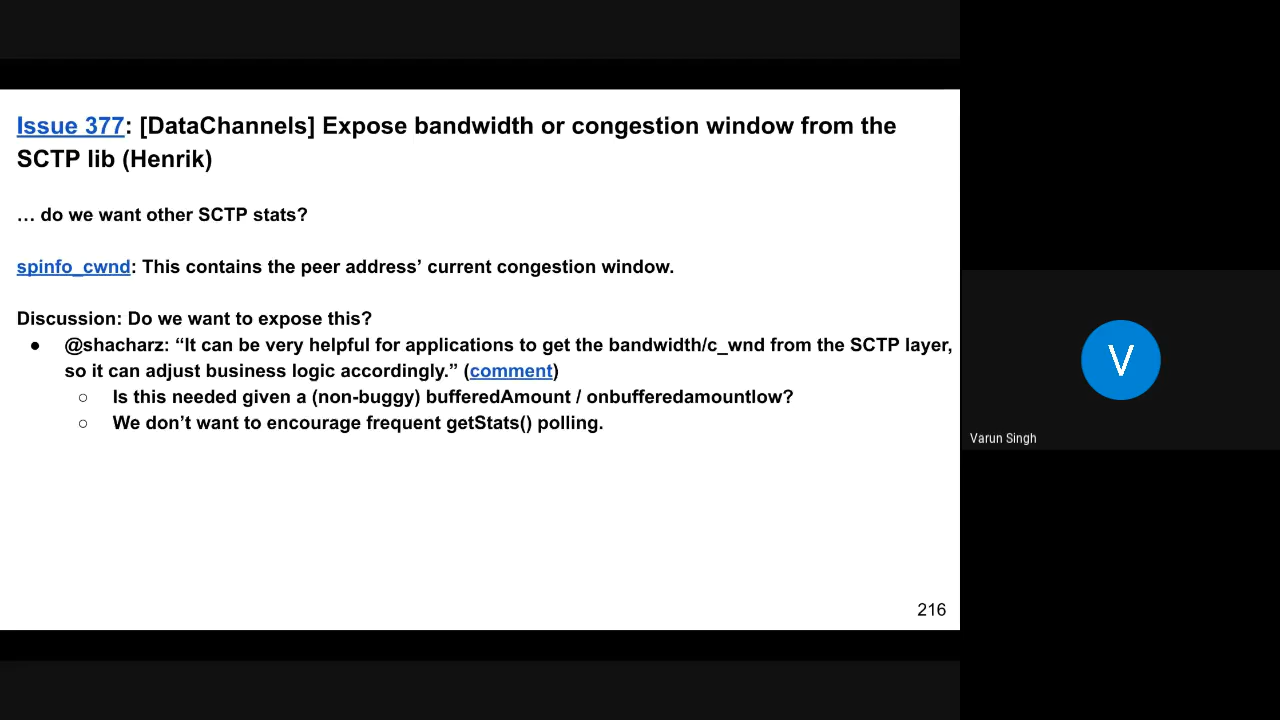 Issue 377: [DataChannels] Expose bandwidth or congestion window from the
SCTP lib (Henrik)
… do we want other SCTP stats?
spinfo_cwnd: This contains the peer address’ current congestion window.
Discussion: Do we want to expose this?
● @shacharz: “It can be very helpful for applications to get the bandwidth/c_wnd from the SCTP layer,
so it can adjust business logic accordingly.” (comment)
○ Is this needed given a (non-buggy) bufferedAmount / onbufferedamountlow?
○ We don’t want to encourage frequent getStats() polling.
216
V
Varun Singh